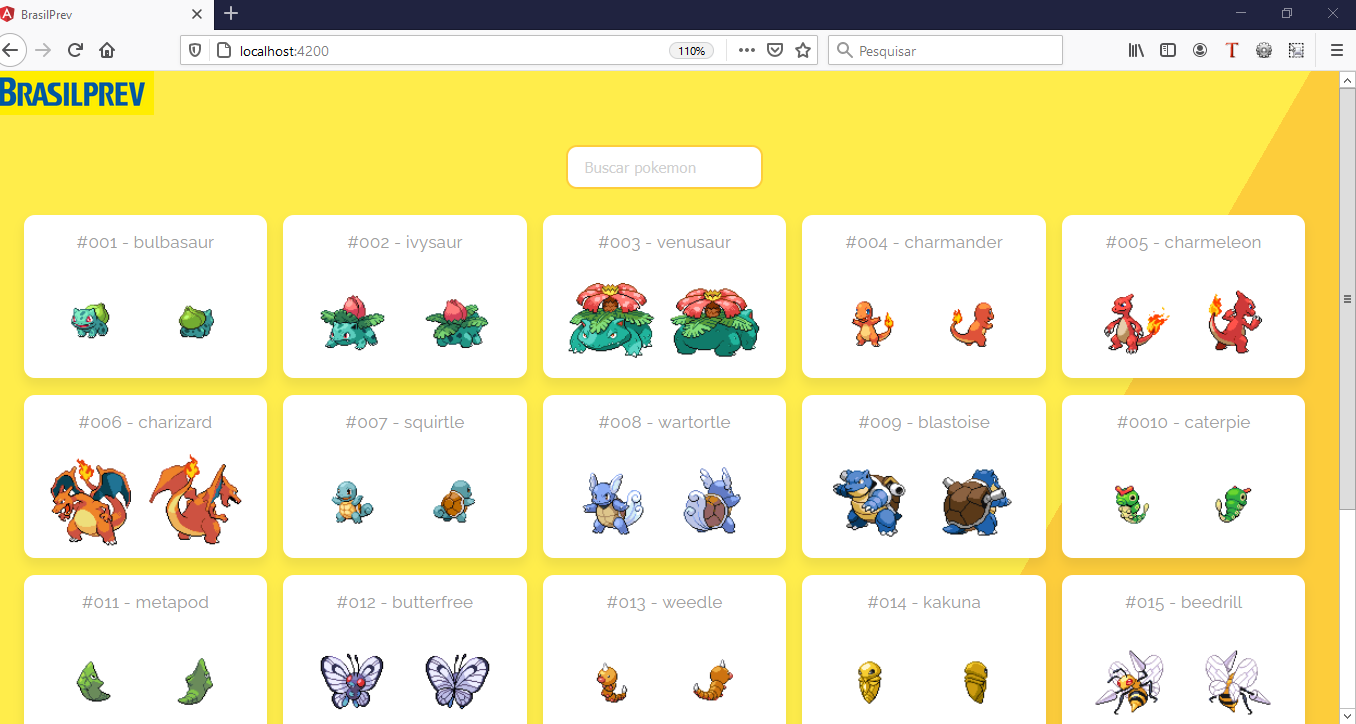 BrasilPrev
localhost:4200
110%
Pesquisar
BRASILPREV
Buscar pokemon
#001 - bulbasaur
#002 - ivysaur
#003 - venusaur
#004 - charmander
#005 - charmeleon
#006 - charizard
#007 - squirtle
#008 - wartortle
#009 - blastoise
#0010 - caterpie
#011 - metapod
#012 - butterfree
#013 - weedle
#014 - kakuna
#015 - beedrill